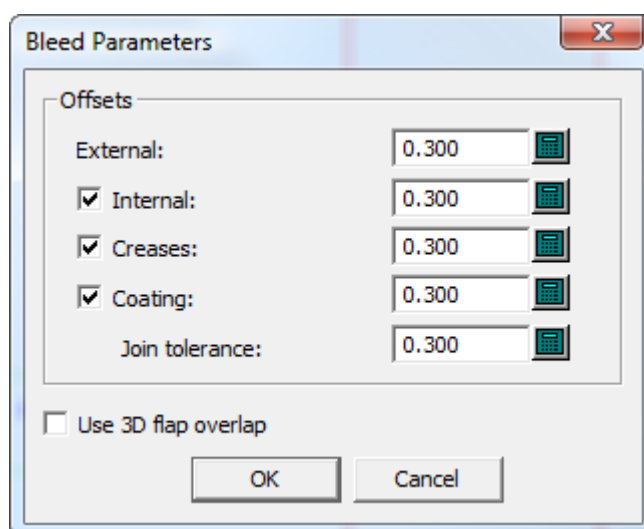 Bleed Parameters
Offsets
External: 0.300
Internal: 0.300
Creases: 0.300
Coating: 0.300
Join tolerance: 0.300
Use 3D flap overlap
OK Cancel